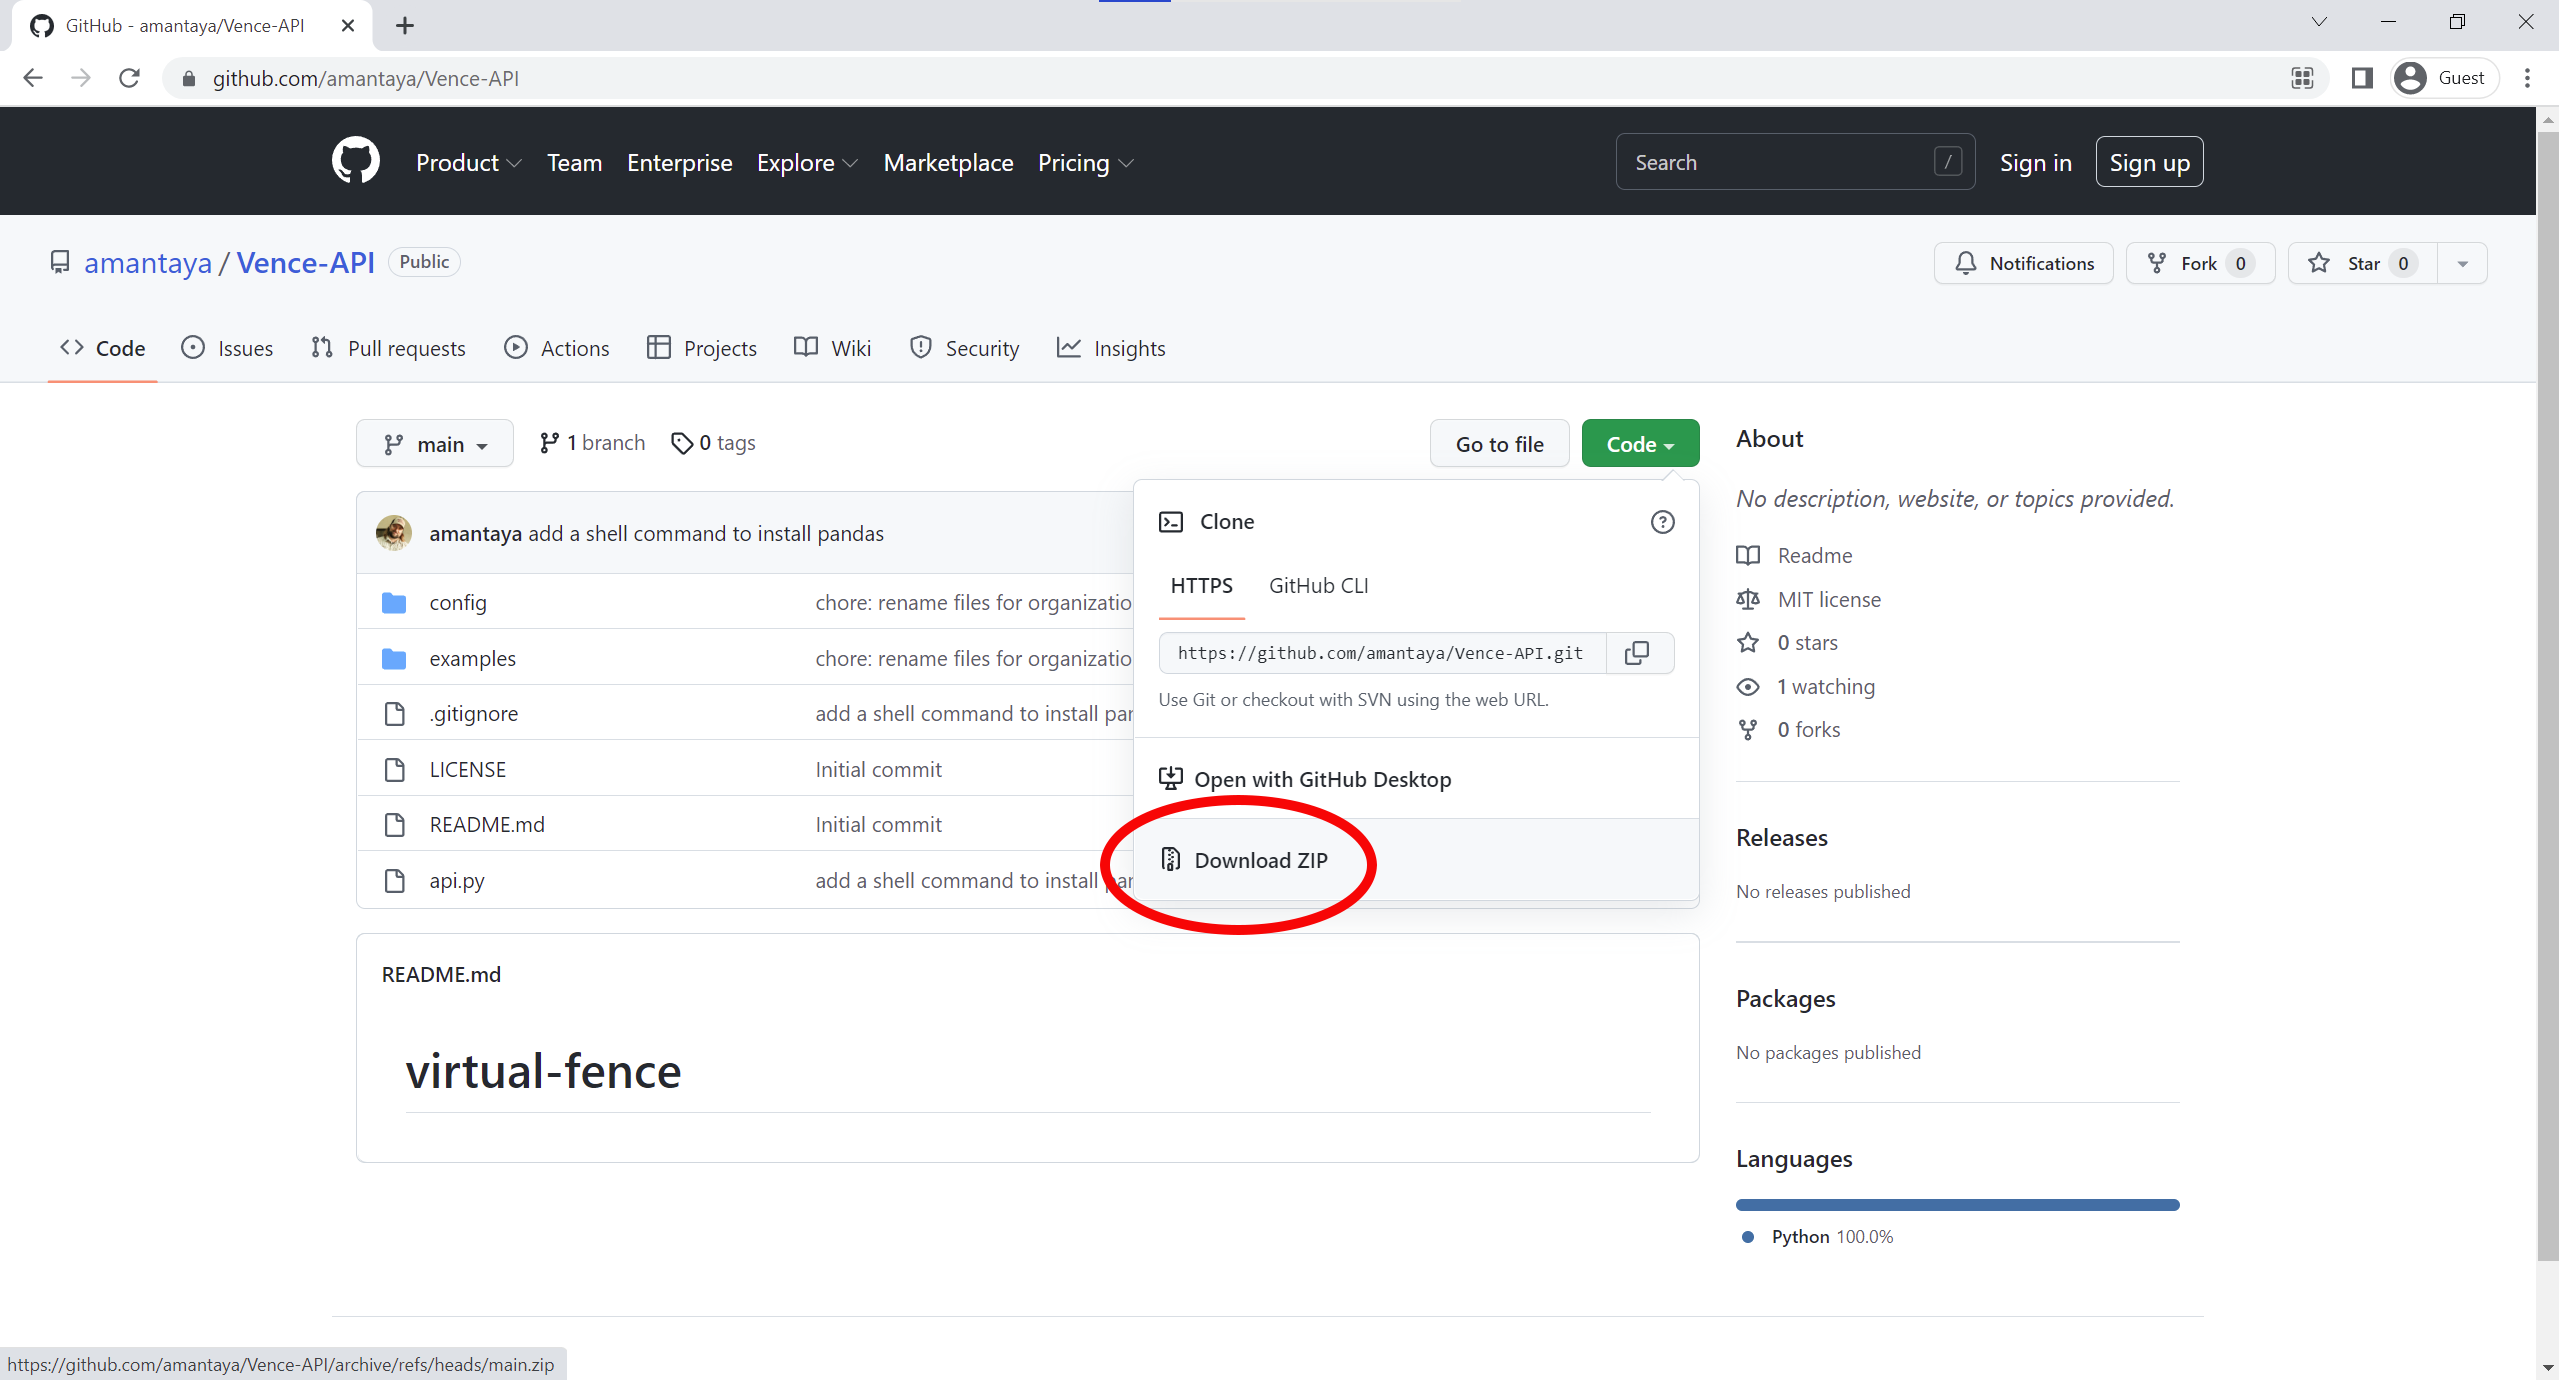 GitHub - amantaya/Vence-API
github.com/amantaya/Vence-API
Guest
Product Team Enterprise Explore Marketplace Pricing
Search /
Sign in Sign up
amantaya / Vence-API Public
Notifications Fork 0 Star 0
Code Issues Pull requests Actions Projects Wiki Security Insights
main 1 branch 0 tags
Go to file Code
amantaya add a shell command to install pandas
config chore: rename files for organizatio
examples chore: rename files for organizatio
.gitignore add a shell command to install par
LICENSE Initial commit
README.md Initial commit
api.py add a shell command to install par
Clone
HTTPS GitHub CLI
https://github.com/amantaya/Vence-API.git
Use Git or checkout with SVN using the web URL.
Open with GitHub Desktop
Download ZIP
README.md
virtual-fence
About
No description, website, or topics provided.
Readme
MIT license
0 stars
1 watching
0 forks
Releases
No releases published
Packages
No packages published
Languages
Python 100.0%
https://github.com/amantaya/Vence-API/archive/refs/heads/main.zip